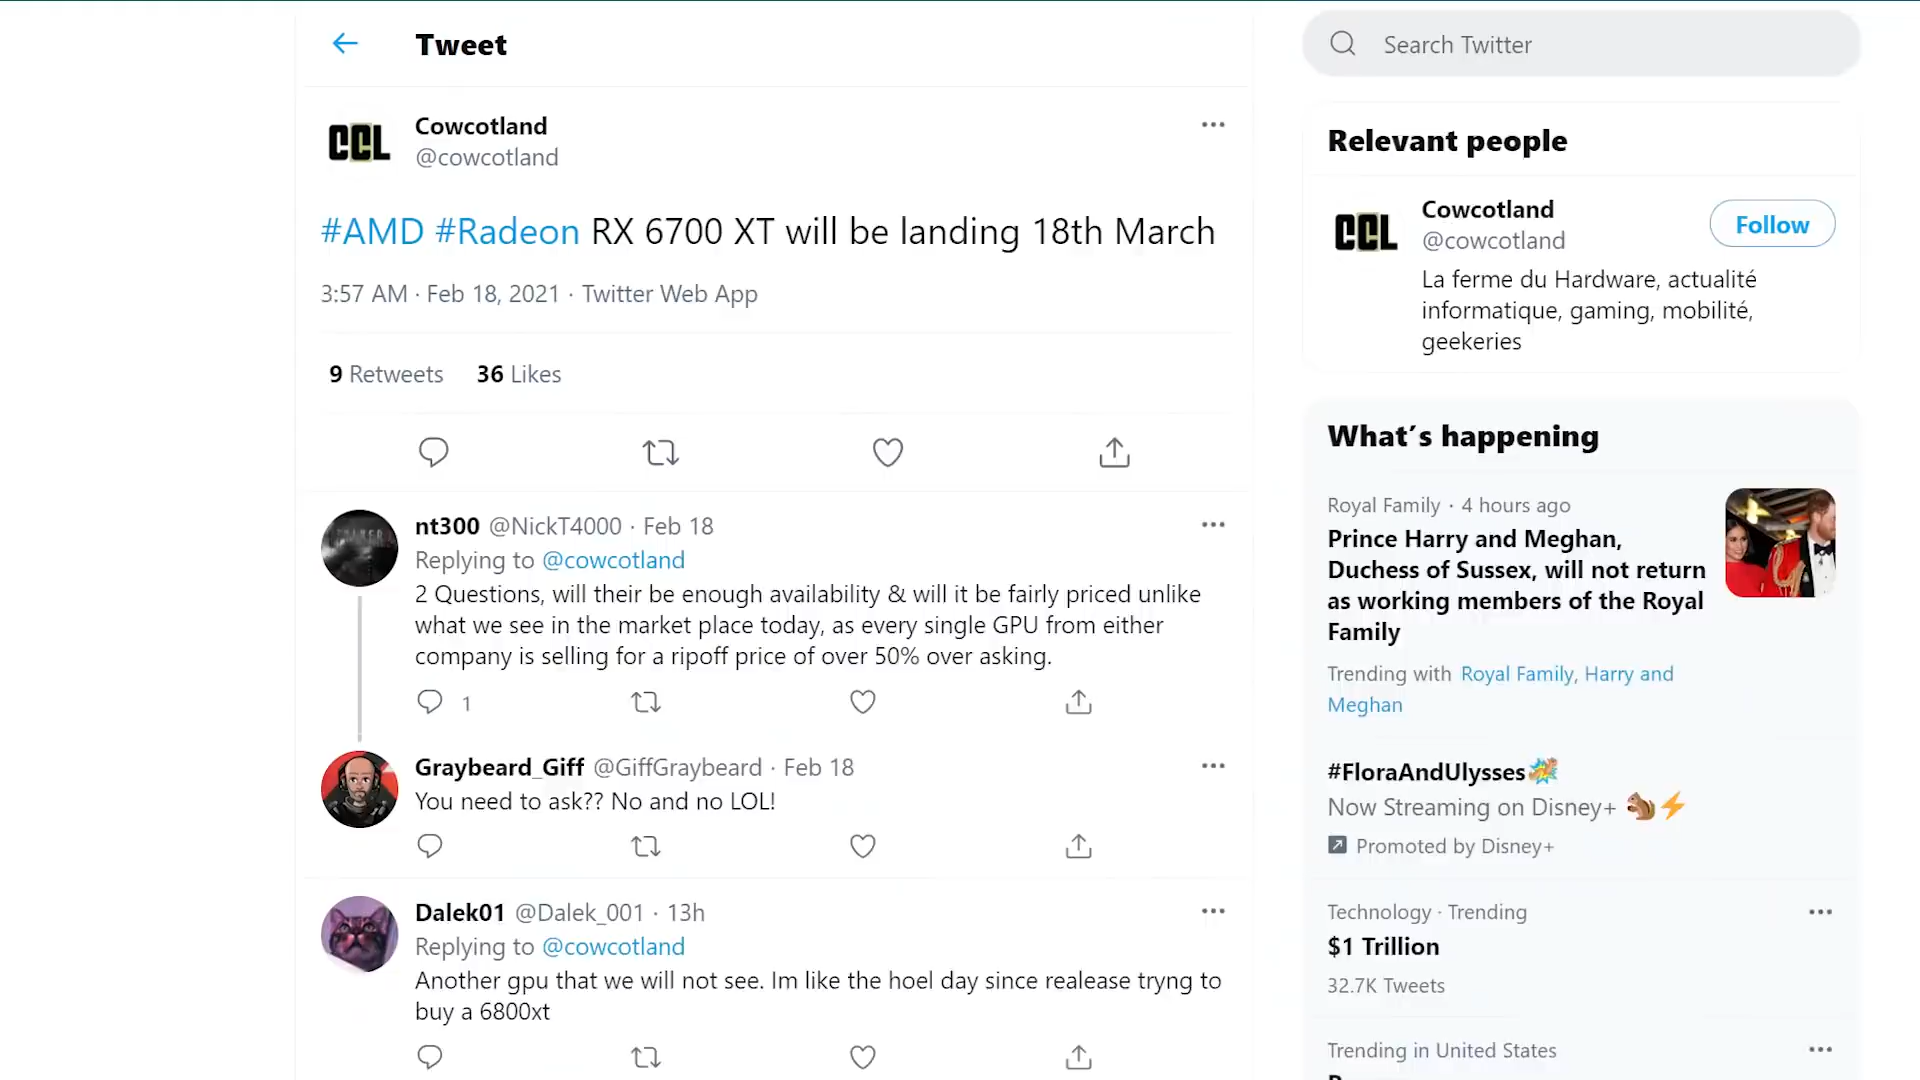 Tweet
Search Twitter
CCL
Cowcotland
@cowcotland
#AMD #Radeon RX 6700 XT will be landing 18th March
3:57 AM · Feb 18, 2021 · Twitter Web App
9 Retweets 36 Likes
nt300 @NickT4000 · Feb 18
Replying to @cowcotland
2 Questions, will their be enough availability & will it be fairly priced unlike
what we see in the market place today, as every single GPU from either
company is selling for a ripoff price of over 50% over asking.
1
Graybeard_Giff @GiffGraybeard · Feb 18
You need to ask?? No and no LOL!
Dalek01 @Dalek_001 · 13h
Replying to @cowcotland
Another gpu that we will not see. Im like the hoel day since realease tryng to
buy a 6800xt
Relevant people
CCL
Cowcotland
@cowcotland
Follow
La ferme du Hardware, actualité
informatique, gaming, mobilité,
geekeries
What's happening
Royal Family · 4 hours ago
Prince Harry and Meghan,
Duchess of Sussex, will not return
as working members of the Royal
Family
Trending with Royal Family, Harry and
Meghan
#FloraAndUlysses
Now Streaming on Disney+
Promoted by Disney+
Technology · Trending
$1 Trillion
32.7K Tweets
Trending in United States